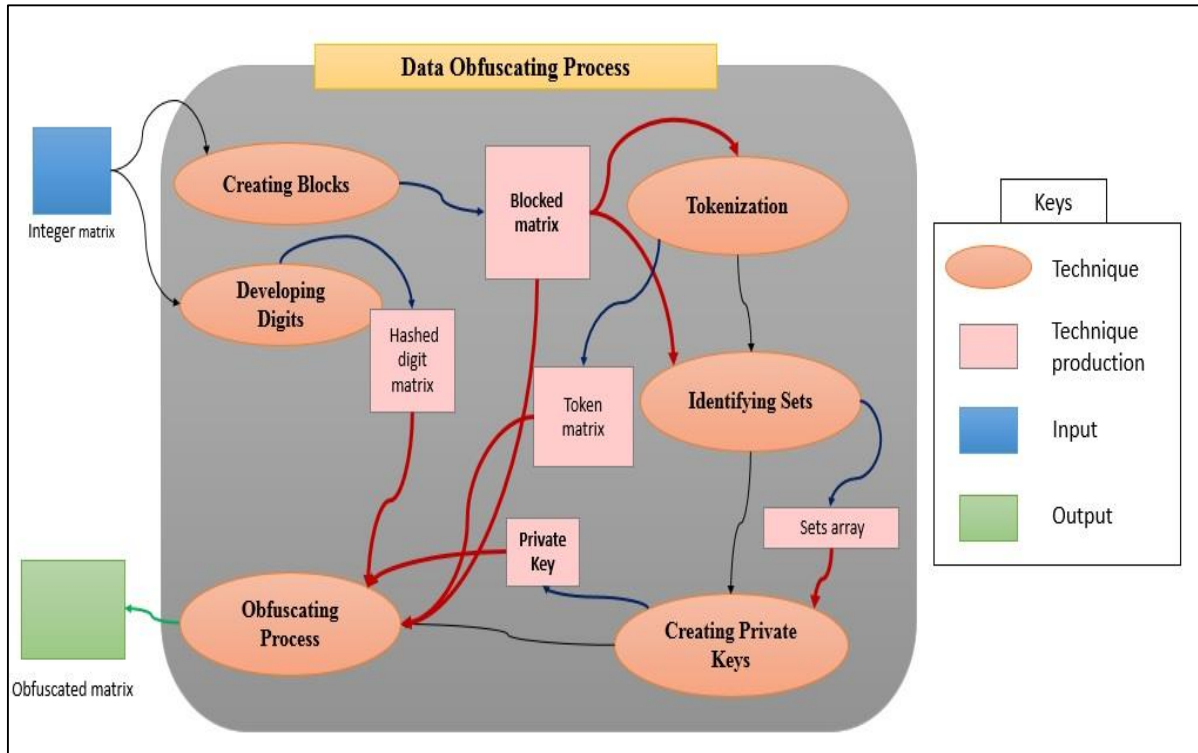 Data Obfuscating Process
Integer matrix
Creating Blocks
Blocked
matrix
Tokenization
Developing
Digits
Hashed
digit
matrix
Token
matrix
Identifying Sets
Sets array
Private
Key
Obfuscating
Process
Creating Private
Keys
Obfuscated matrix
Keys
Technique
Technique
production
Input
Output